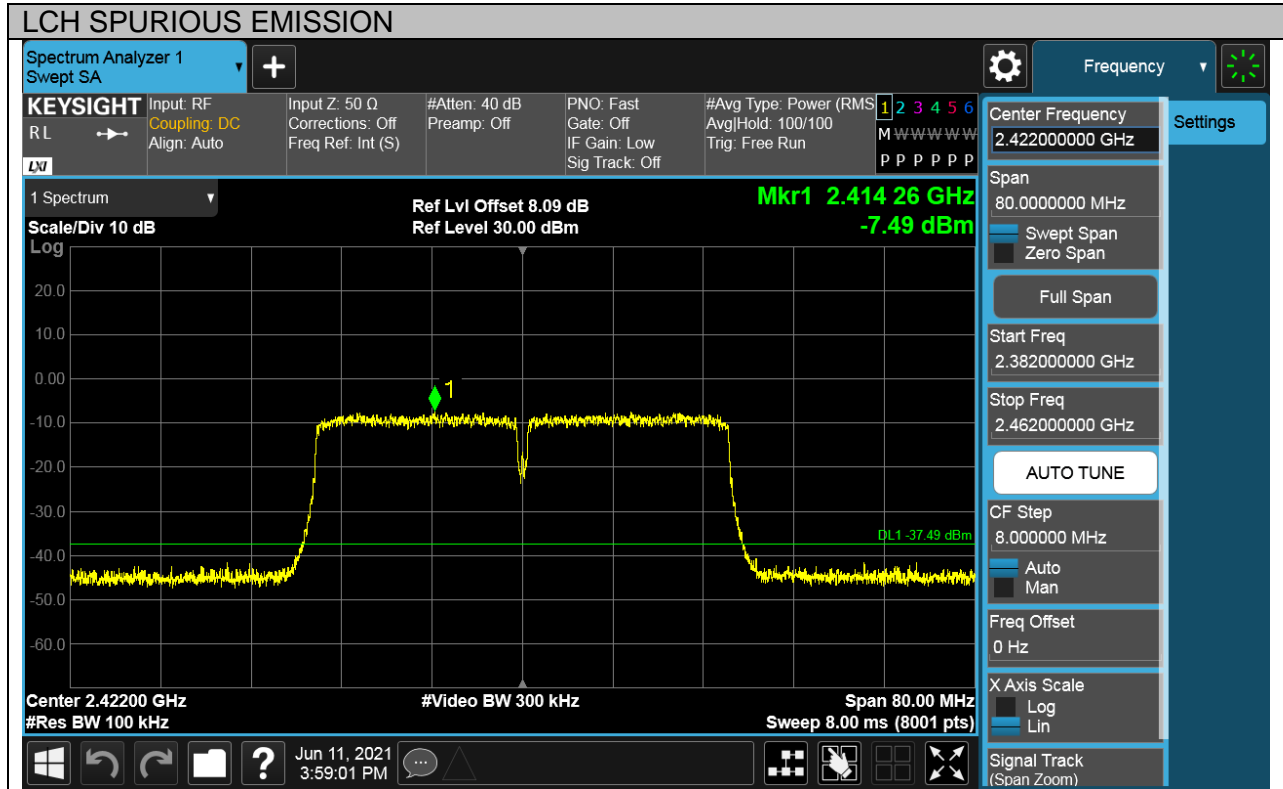 LCH SPURIOUS EMISSION
Spectrum Analyzer 1
Swept SA
+
Frequency
KEYSIGHT
RL
LXI
Input: RF
Coupling: DC
Align: Auto
Input Z: 50 Ω
Corrections: Off
Freq Ref: Int (S)
#Atten: 40 dB
Preamp: Off
PNO: Fast
Gate: Off
IF Gain: Low
Sig Track: Off
#Avg Type: Power (RMS
Avg|Hold: 100/100
Trig: Free Run
1 2 3 4 5 6
M W W W W W
P P P P P P
1 Spectrum
Scale/Div 10 dB
Ref Lvl Offset 8.09 dB
Ref Level 30.00 dBm
Mkr1 2.414 26 GHz
-7.49 dBm
Log
20.0
10.0
0.00
-10.0
-20.0
-30.0
-40.0
-50.0
-60.0
1
DL1 -37.49 dBm
Center 2.42200 GHz
#Video BW 300 kHz
Span 80.00 MHz
#Res BW 100 kHz
Sweep 8.00 ms (8001 pts)
?
Jun 11, 2021
3:59:01 PM
Center Frequency
2.422000000 GHz
Settings
Span
80.0000000 MHz
Swept Span
Zero Span
Full Span
Start Freq
2.382000000 GHz
Stop Freq
2.462000000 GHz
AUTO TUNE
CF Step
8.000000 MHz
Auto
Man
Freq Offset
0 Hz
X Axis Scale
Log
Lin
Signal Track
(Span Zoom)